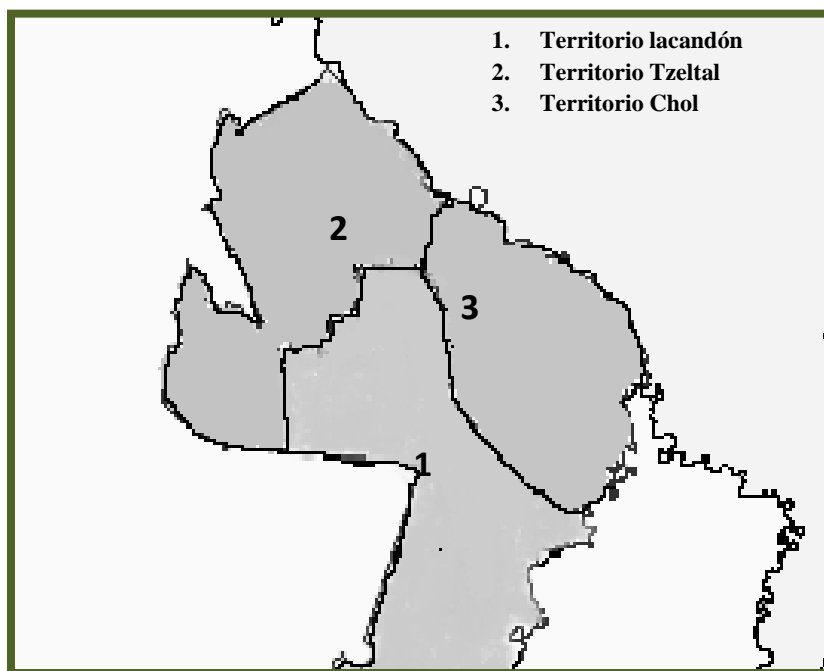 1. Territorio lacandón
2. Territorio Tzeltal
3. Territorio Chol
2
3
1